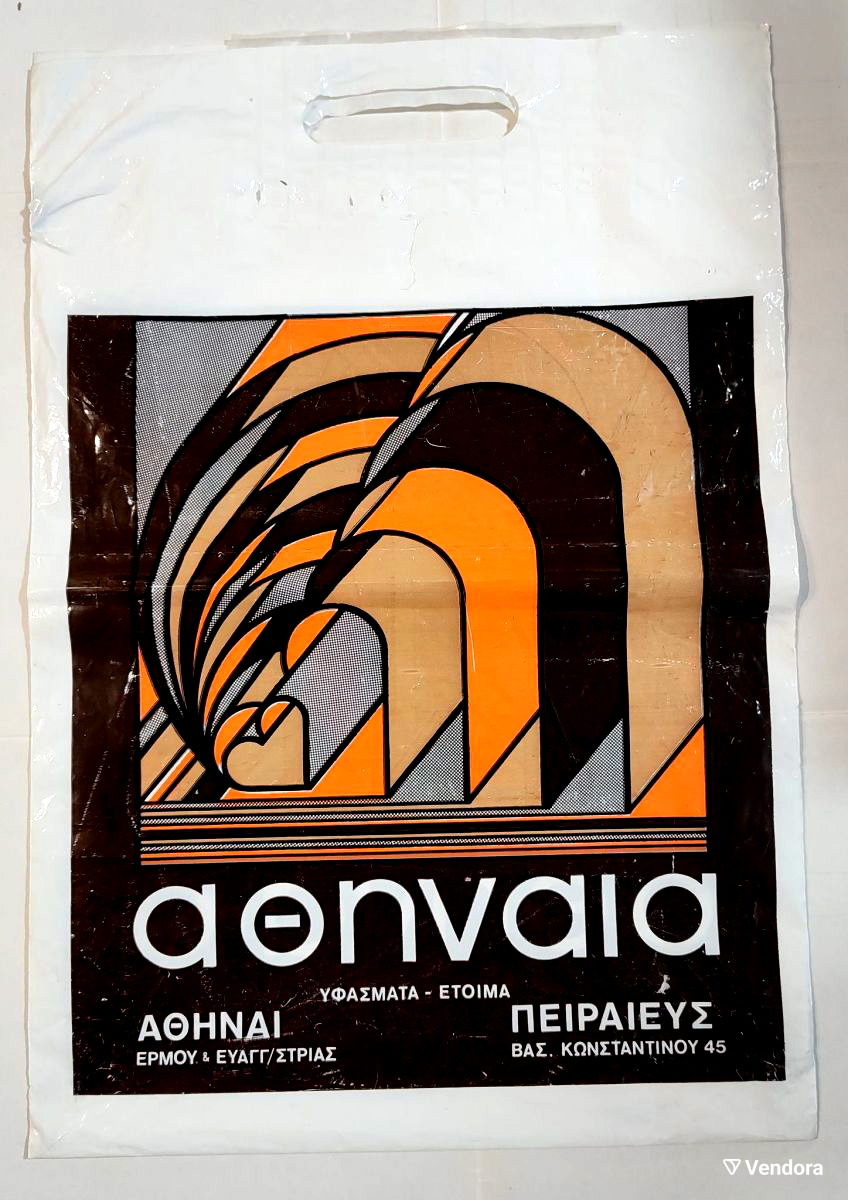 αθηναια
ΥΦΑΣΜΑΤΑ - ΕΤΟΙΜΑ
ΑΘΗΝΑΙ
ΕΡΜΟΥ & ΕΥΑΓΓ/ΣΤΡΙΑΣ
ΠΕΙΡΑΙΕΥΣ
ΒΑΣ. ΚΩΝΣΤΑΝΤΙΝΟΥ 45
Vendora